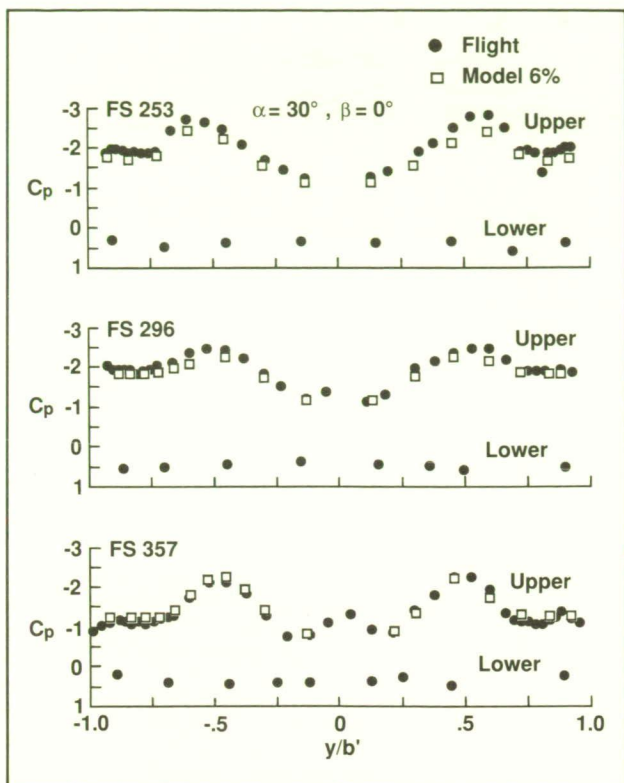 Flight
Model 6%
FS 253
α = 30° , β = 0°
-3
Upper
-2
Cp
-1
0
Lower
1
FS 296
-3
Upper
-2
Cp
-1
0
Lower
1
FS 357
-3
Upper
-2
Cp
-1
0
Lower
1
-1.0
-.5
0
.5
1.0
y/b'